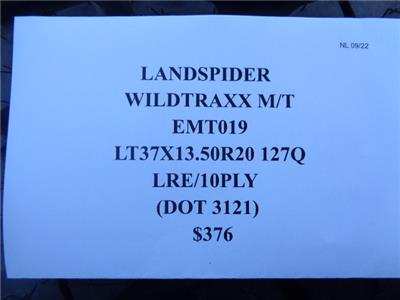 NL 09/22
LANDSPIDER
WILDTRAXX M/T
EMT019
LT37X13.50R20 127Q
LRE/10PLY
(DOT 3121)
$376